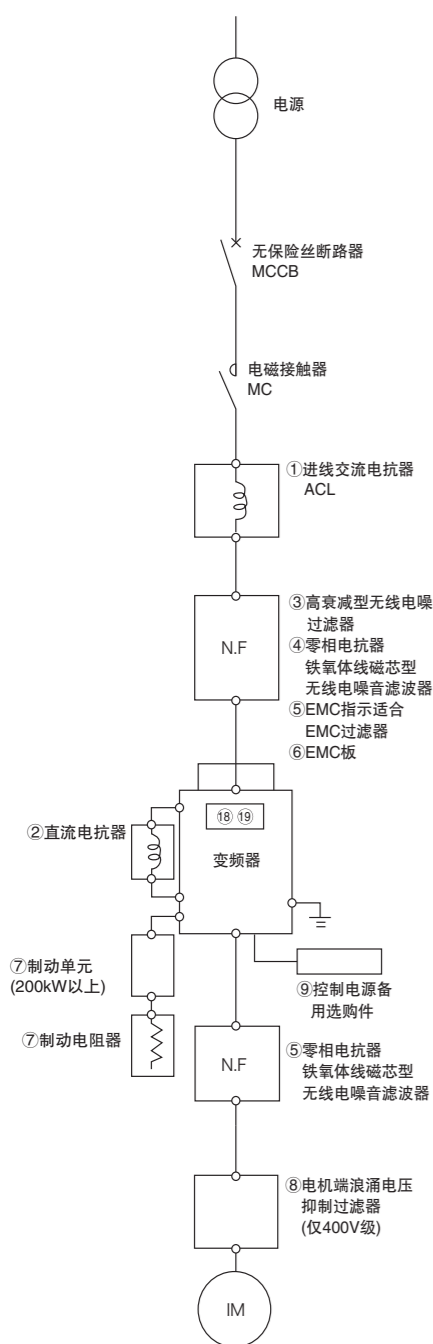 电源
无保险丝断路器
MCCB
电磁接触器
MC
①进线交流电抗器
ACL
N.F
③高衰减型无线电噪
过滤器
④零相电抗器
铁氧体线磁芯型
无线电噪音滤波器
⑤EMC指示适合
EMC过滤器
⑥EMC板
②直流电抗器
⑱ ⑲
变频器
⑦制动单元
(200kW以上)
⑨控制电源备
用选购件
⑦制动电阻器
N.F
⑤零相电抗器
铁氧体线磁芯型
无线电噪音滤波器
⑧电机端浪涌电压
抑制过滤器
(仅400V级)
IM